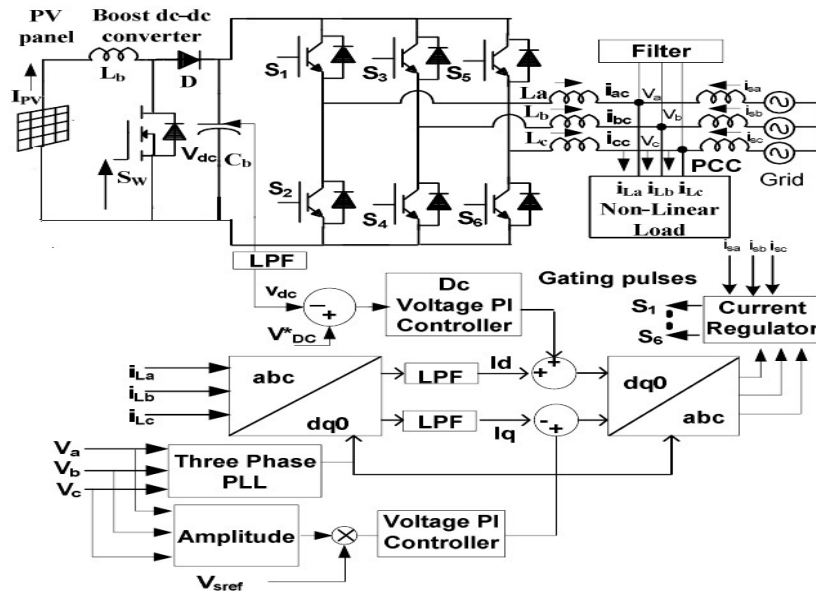 PV panel
Boost dc-dc converter
L_b
D
I_PV
S_W
V_dc
C_b
S_1
S_3
S_5
S_2
S_4
S_6
L_a
L_b
L_c
i_ac
i_bc
i_cc
V_a
V_b
V_c
Filter
i_sa
i_sb
i_sc
PCC
Grid
i_La i_Lb i_Lc
Non-Linear Load
i_sa i_sb i_sc
LPF
v_dc
-
+
V*_DC
Dc Voltage PI Controller
Gating pulses
S_1
S_6
Current Regulator
i_La
i_Lb
i_Lc
abc
dq0
LPF
Id
+
+
LPF
Iq
-
+
dq0
abc
V_a
V_b
V_c
Three Phase PLL
Amplitude
Voltage PI Controller
V_sref